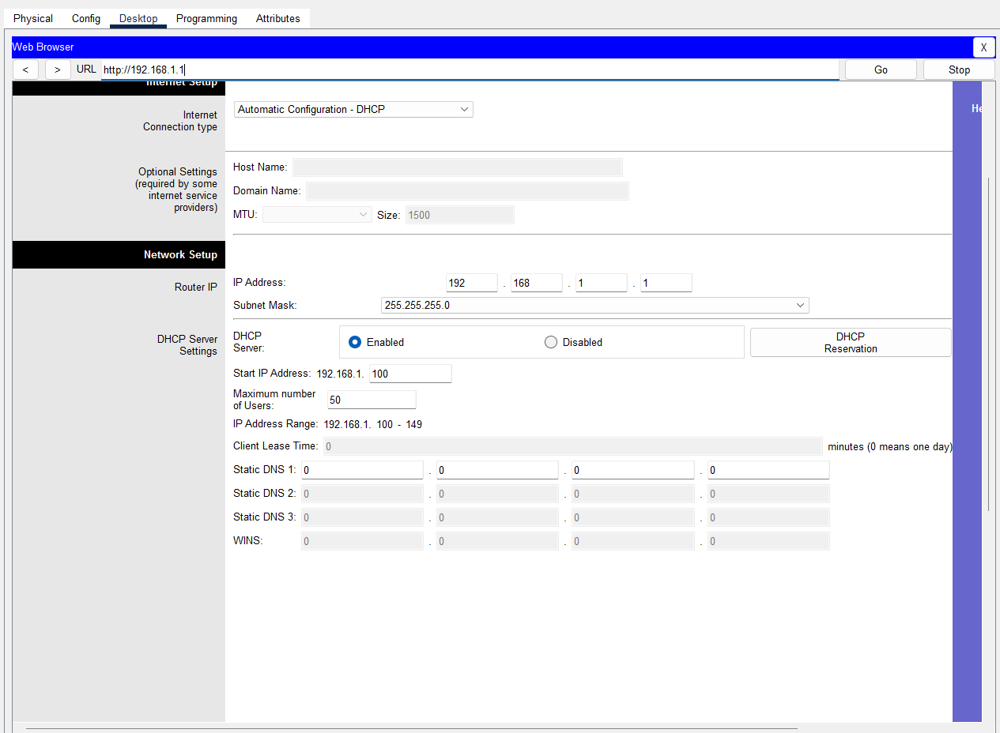 Physical Config Desktop Programming Attributes
Web Browser X
< > URL http://192.168.1.1 Go Stop
Internet Setup
Internet
Connection type
Automatic Configuration - DHCP
He
Optional Settings
(required by some
internet service
providers)
Host Name:
Domain Name:
MTU: Size: 1500
Network Setup
Router IP
IP Address: 192 . 168 . 1 . 1
Subnet Mask: 255.255.255.0
DHCP Server
Settings
DHCP
Server:
Enabled Disabled
DHCP
Reservation
Start IP Address: 192.168.1. 100
Maximum number
of Users:
50
IP Address Range: 192.168.1. 100 - 149
Client Lease Time: 0 minutes (0 means one day)
Static DNS 1: 0 . 0 . 0 . 0
Static DNS 2: 0 . 0 . 0 . 0
Static DNS 3: 0 . 0 . 0 . 0
WINS: 0 . 0 . 0 . 0